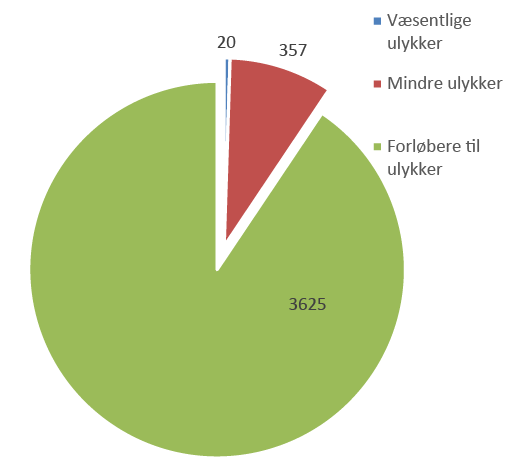 20
357
3625
Væsentlige
ulykker
Mindre ulykker
Forløbere til
ulykker